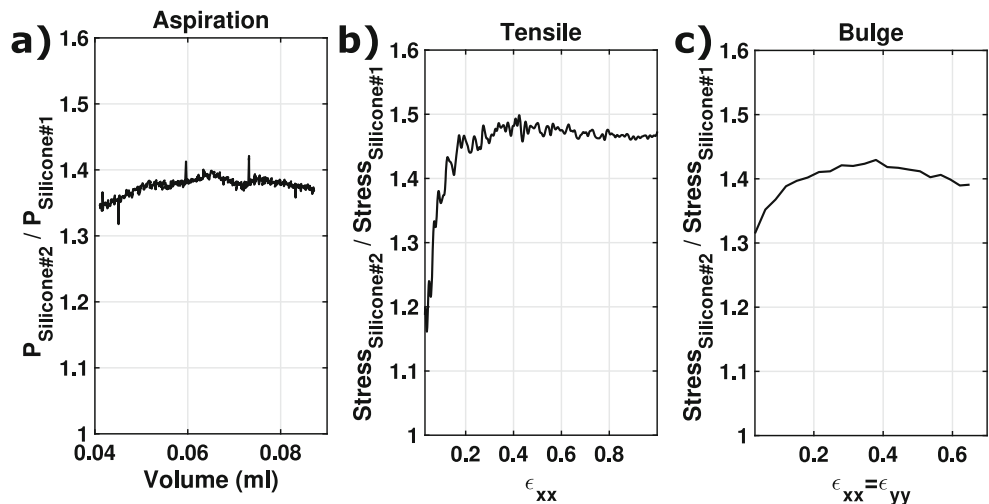 a)
Aspiration
1.6
1.5
1.4
1.3
1.2
1.1
1
0.04
0.06
0.08
Volume (ml)
P_Silicone#2 / P_Silicone#1
b)
Tensile
1.6
1.5
1.4
1.3
1.2
1.1
1
0.2
0.4
0.6
0.8
ϵ_xx
Stress_Silicone#2 / Stress_Silicone#1
c)
Bulge
1.6
1.5
1.4
1.3
1.2
1.1
1
0.2
0.4
0.6
ϵ_xx=ϵ_yy
Stress_Silicone#2 / Stress_Silicone#1